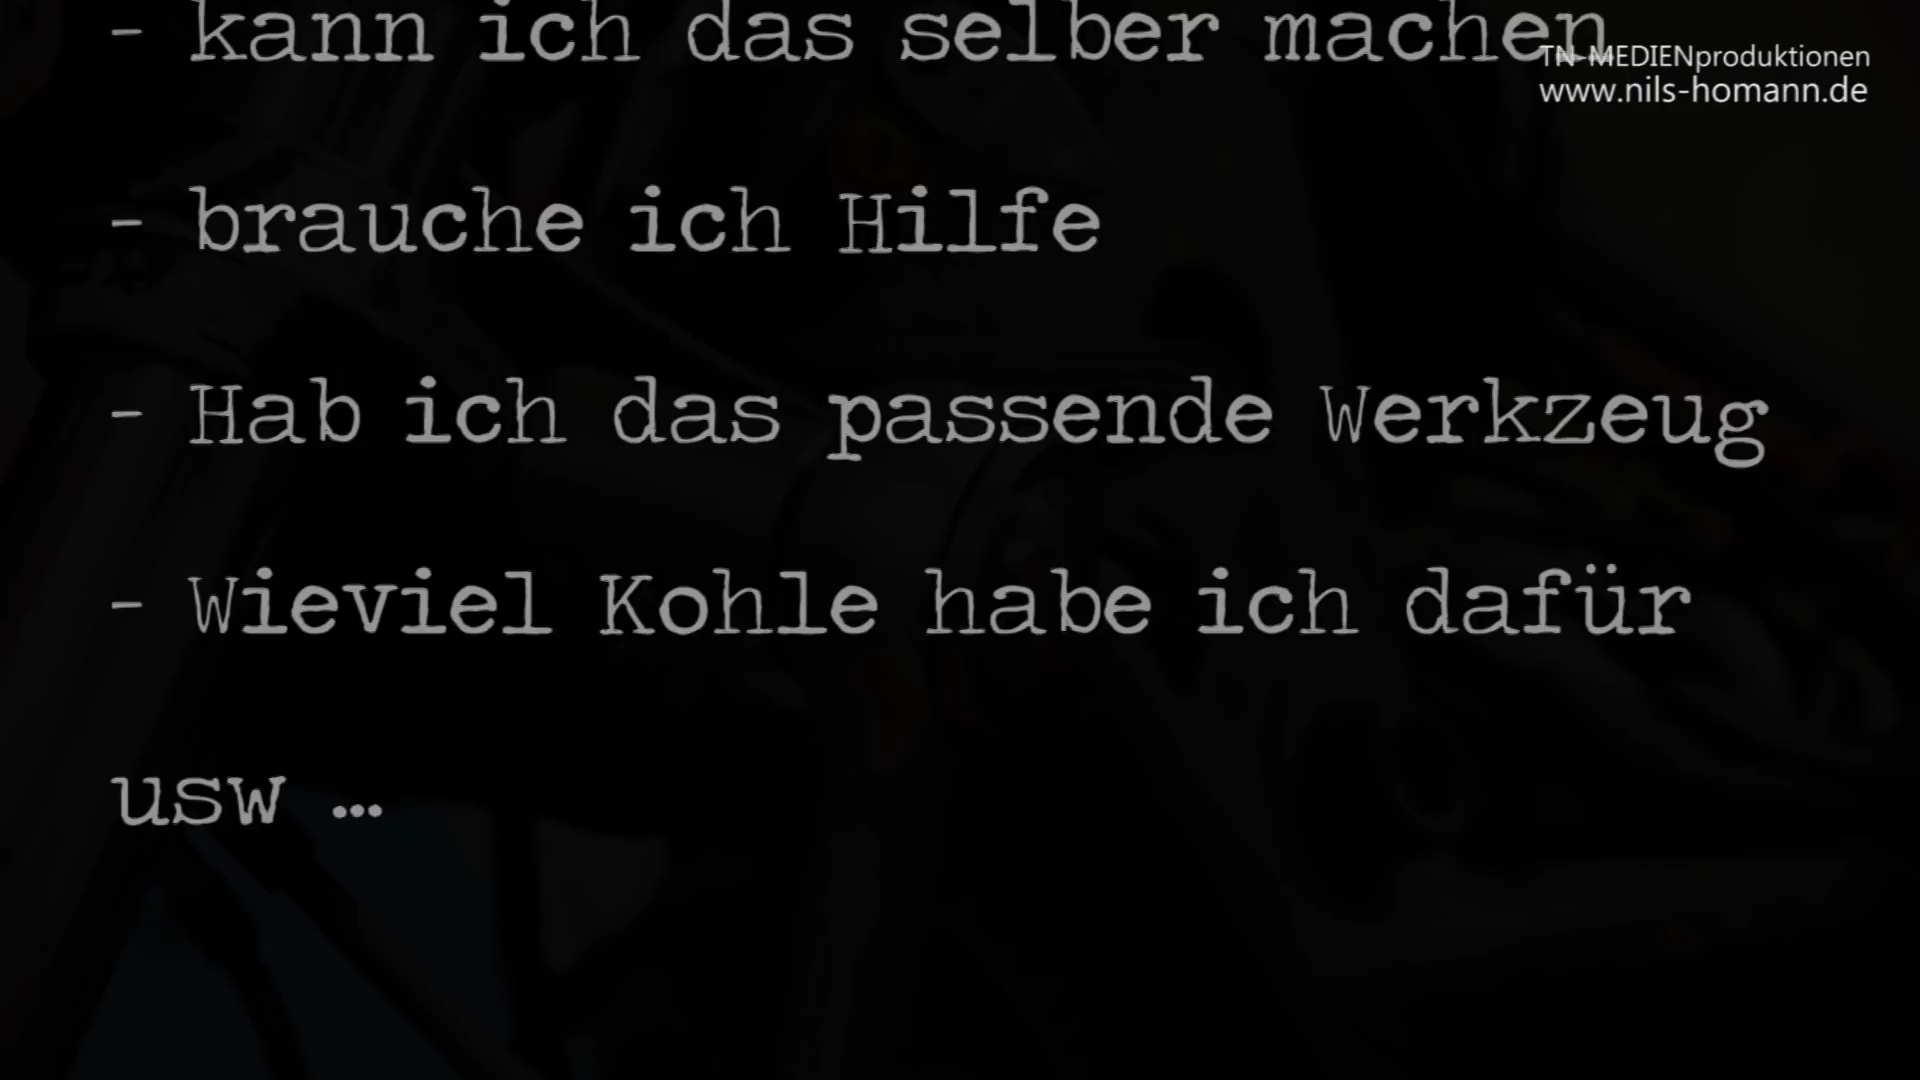 - kann ich das selber machen
TN-MEDIENproduktionen
www.nils-homann.de
- brauche ich Hilfe
- Hab ich das passende Werkzeug
- Wieviel Kohle habe ich dafür
usw …